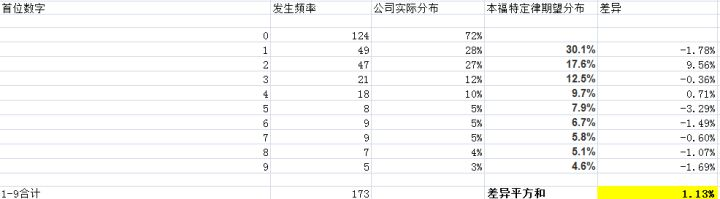 首位数字 发生频率 公司实际分布 本福特定律期望分布 差异
0 124 72%
1 49 28% 30.1% -1.78%
2 47 27% 17.6% 9.56%
3 21 12% 12.5% -0.36%
4 18 10% 9.7% 0.71%
5 8 5% 7.9% -3.29%
6 9 5% 6.7% -1.49%
7 9 5% 5.8% -0.60%
8 7 4% 5.1% -1.07%
9 5 3% 4.6% -1.69%
1-9合计 173 差异平方和 1.13%